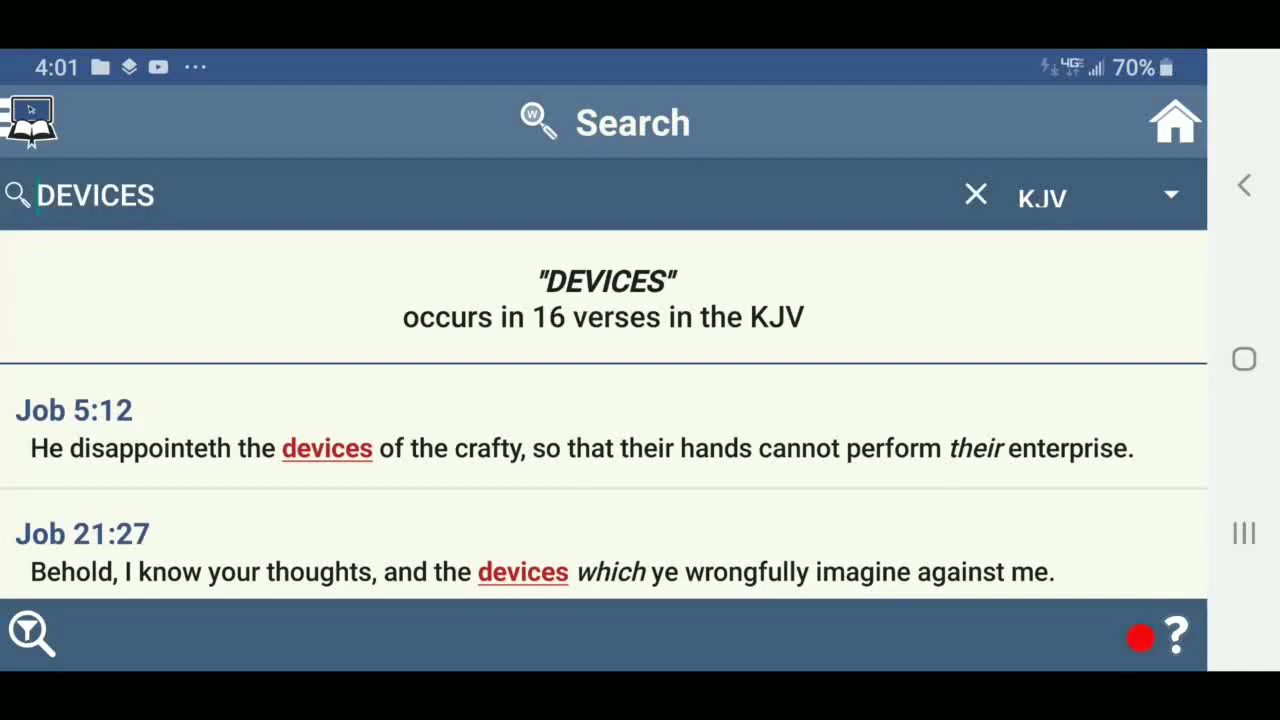 4:01
4GE 70%
W
Search
DEVICES
KJV
"DEVICES"
occurs in 16 verses in the KJV
Job 5:12
He disappointeth the devices of the crafty, so that their hands cannot perform their enterprise.
Job 21:27
Behold, I know your thoughts, and the devices which ye wrongfully imagine against me.
?